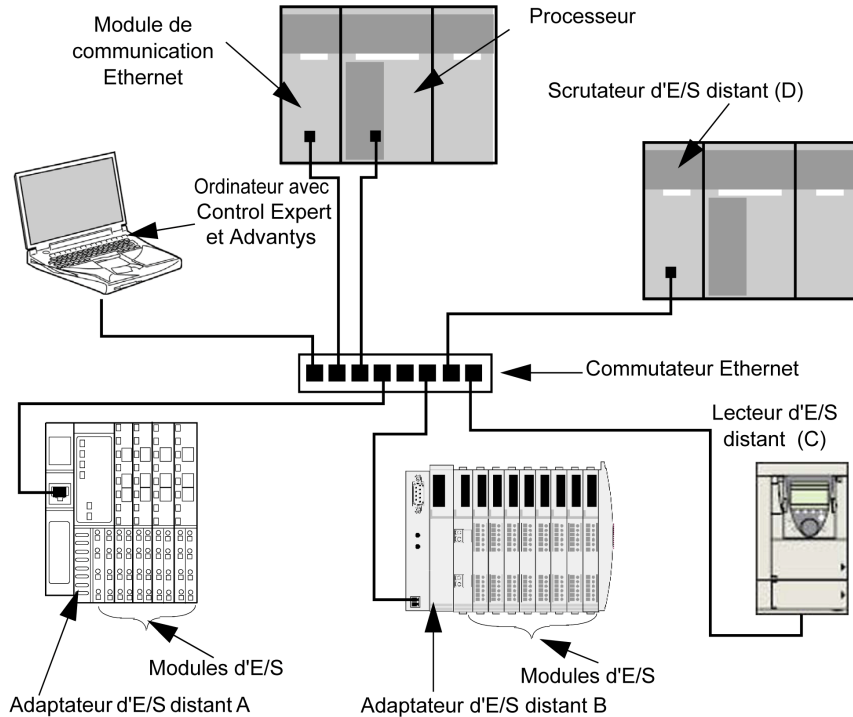 Module de
communication
Ethernet
Processeur
Scrutateur d'E/S distant (D)
Ordinateur avec
Control Expert
et Advantys
Commutateur Ethernet
Lecteur d'E/S
distant (C)
Modules d'E/S
Modules d'E/S
Adaptateur d'E/S distant A
Adaptateur d'E/S distant B